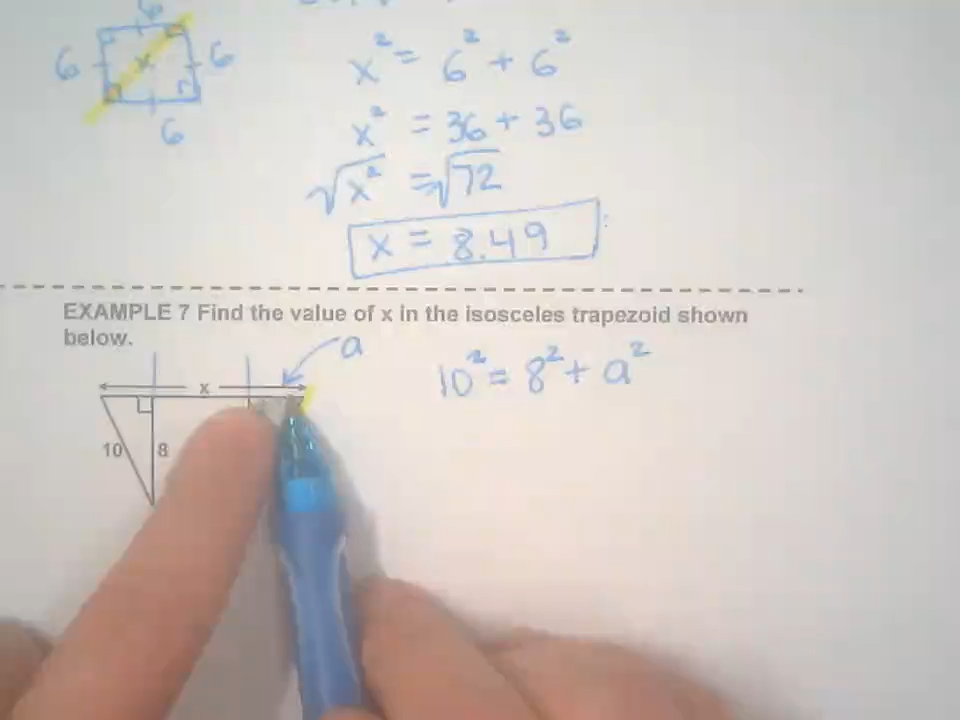 6
6 x 6
6
x² = 6² + 6²
x² = 36 + 36
√x² = √72
x = 8.49
EXAMPLE 7 Find the value of x in the isosceles trapezoid shown
below.
a
x
10 8
10² = 8² + a²